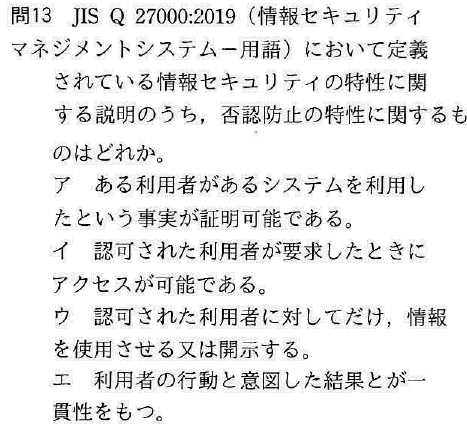 問13　JIS Q 27000:2019（情報セキュリティ
マネジメントシステム－用語）において定義
されている情報セキュリティの特性に関
する説明のうち，否認防止の特性に関するも
のはどれか。
ア　ある利用者があるシステムを利用し
たという事実が証明可能である。
イ　認可された利用者が要求したときに
アクセスが可能である。
ウ　認可された利用者に対してだけ，情報
を使用させる又は開示する。
エ　利用者の行動と意図した結果とが一
貫性をもつ。